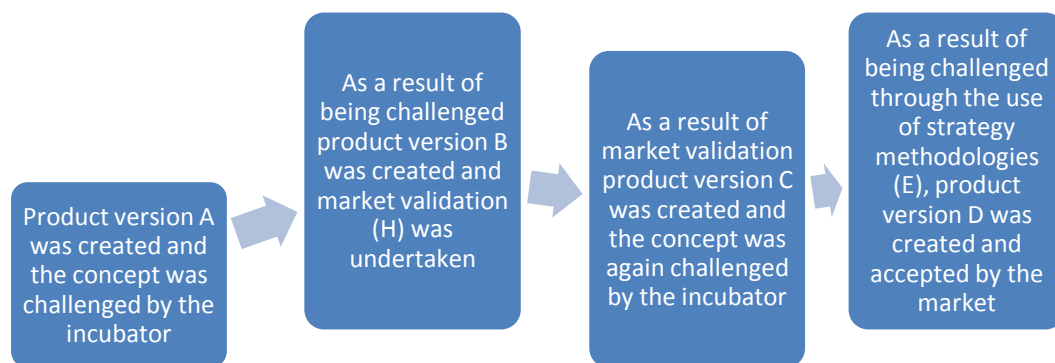 Product version A
was created and
the concept was
challenged by the
incubator
As a result of
being challenged
product version B
was created and
market validation
(H) was
undertaken
As a result of
market validation
product version C
was created and
the concept was
again challenged
by the incubator
As a result of
being challenged
through the use
of strategy
methodologies
(E), product
version D was
created and
accepted by the
market